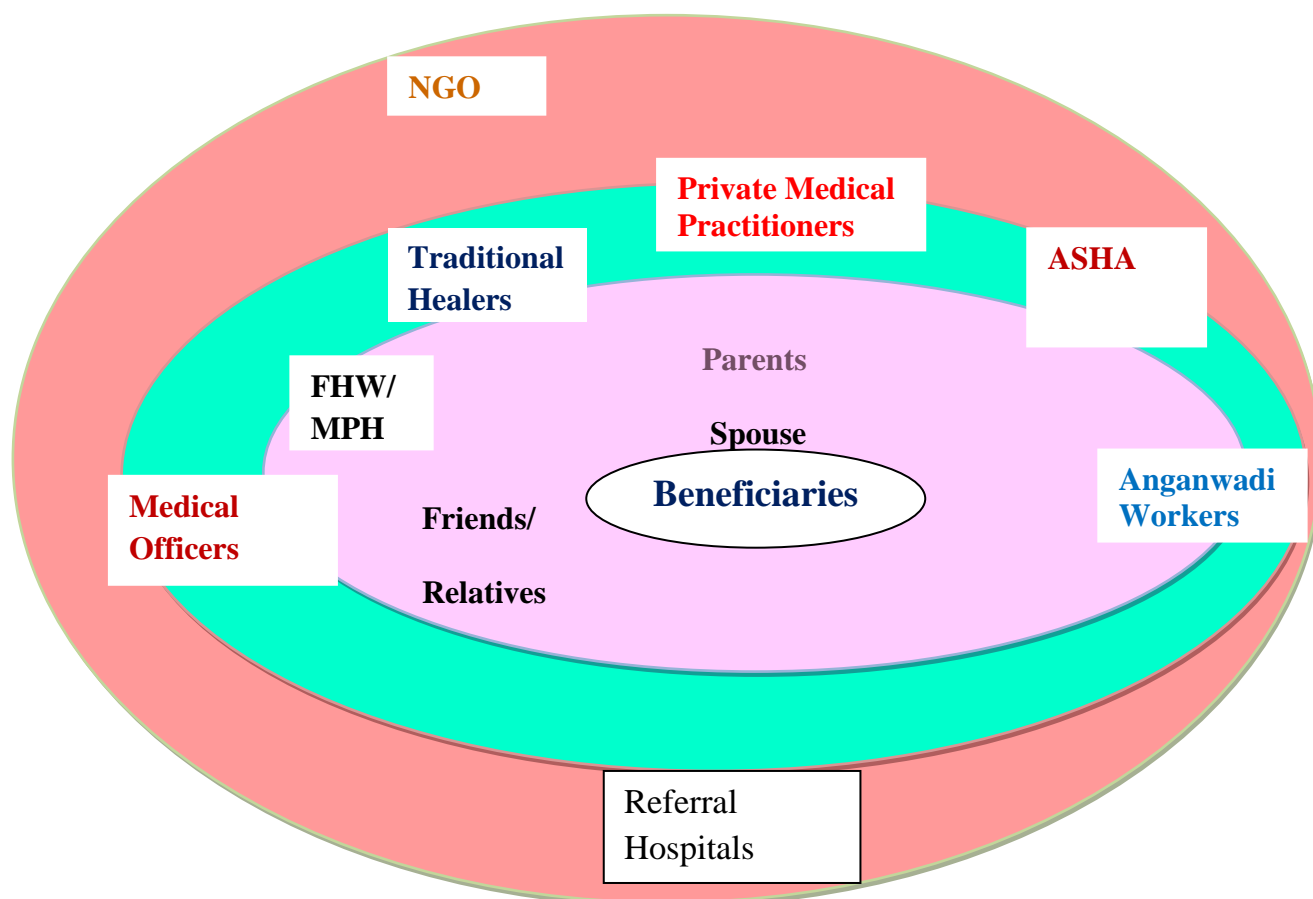 NGO
Private Medical
Practitioners
Traditional
Healers
ASHA
Parents
FHW/
MPH
Spouse
Beneficiaries
Anganwadi
Workers
Medical
Officers
Friends/
Relatives
Referral
Hospitals